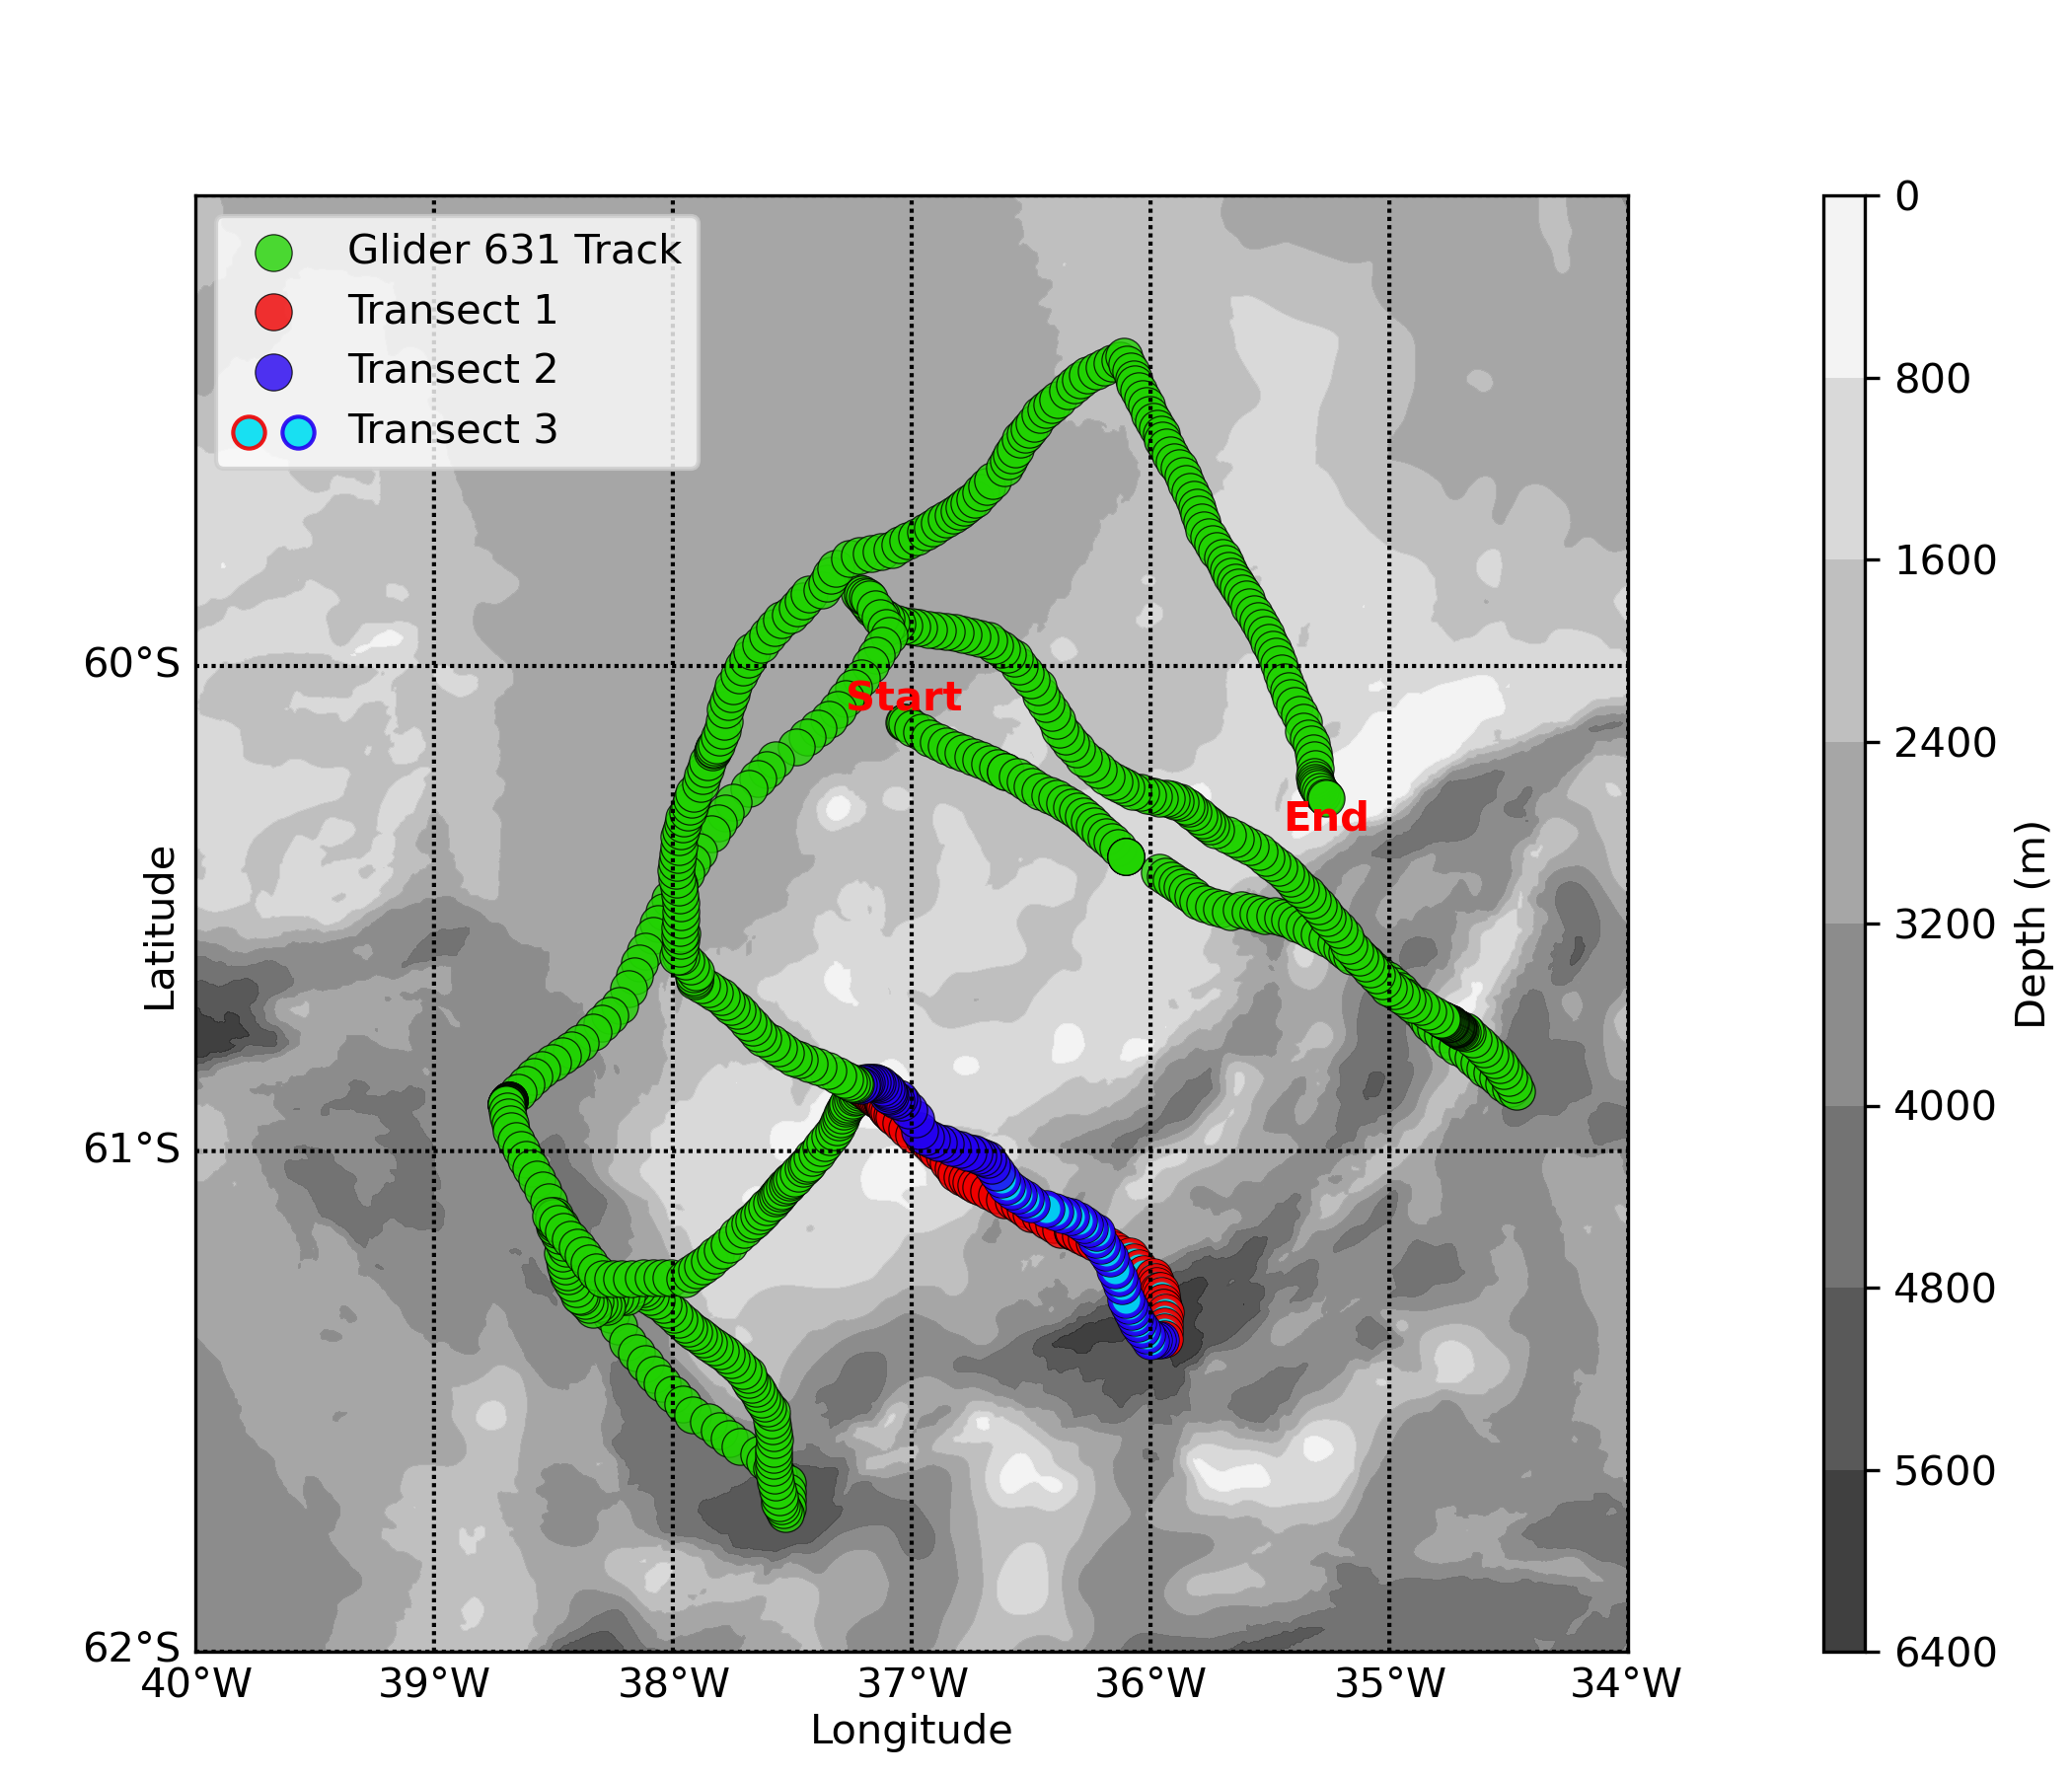 Glider 631 Track
Transect 1
Transect 2
Transect 3
Start
End
60°S
61°S
62°S
Latitude
40°W 39°W 38°W 37°W 36°W 35°W 34°W
Longitude
0
800
1600
2400
3200
4000
4800
5600
6400
Depth (m)